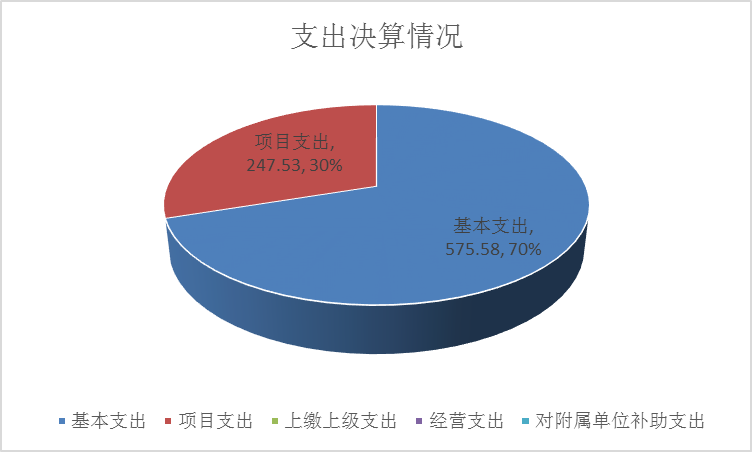 支出决算情况
项目支出,
247.53, 30%
基本支出,
575.58, 70%
基本支出 项目支出 上缴上级支出 经营支出 对附属单位补助支出